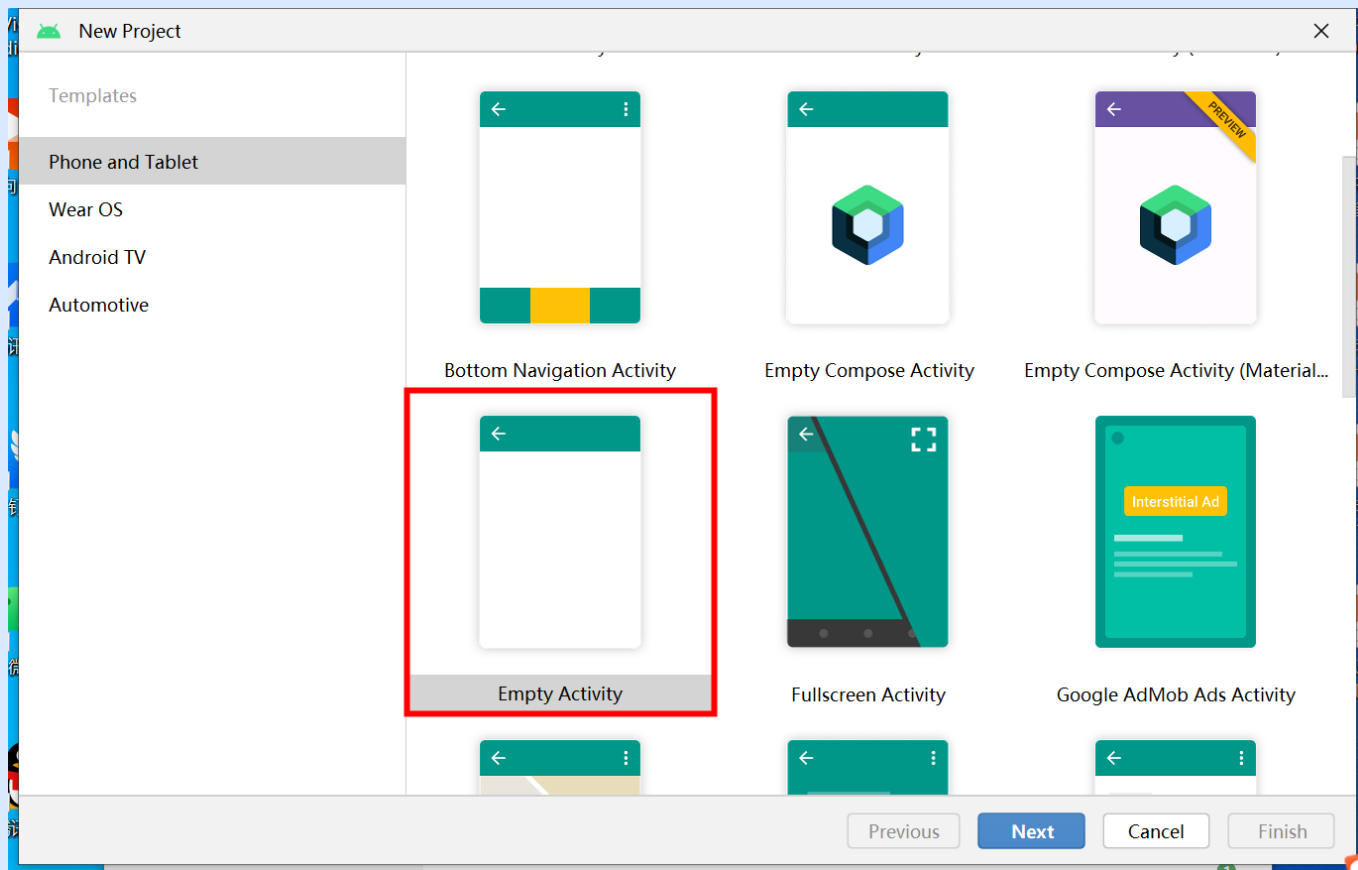 New Project
Templates
Phone and Tablet
Wear OS
Android TV
Automotive
PREVIEW
Bottom Navigation Activity
Empty Compose Activity
Empty Compose Activity (Material...
Interstitial Ad
Empty Activity
Fullscreen Activity
Google AdMob Ads Activity
Previous
Next
Cancel
Finish